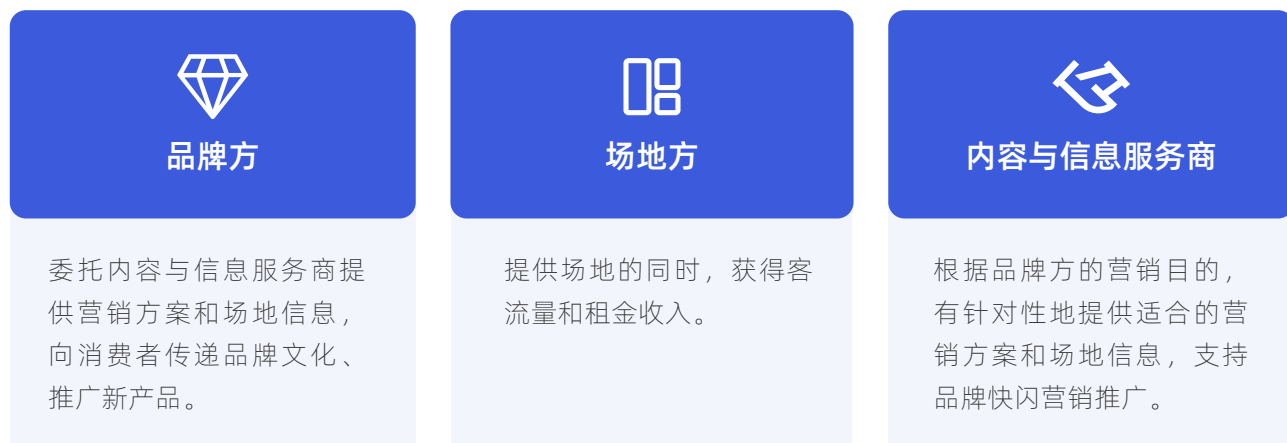 品牌方
委托内容与信息服务商提
供营销方案和场地信息，
向消费者传递品牌文化、
推广新产品。
场地方
提供场地的同时，获得客
流量和租金收入。
内容与信息服务商
根据品牌方的营销目的，
有针对性地提供适合的营
销方案和场地信息，支持
品牌快闪营销推广。